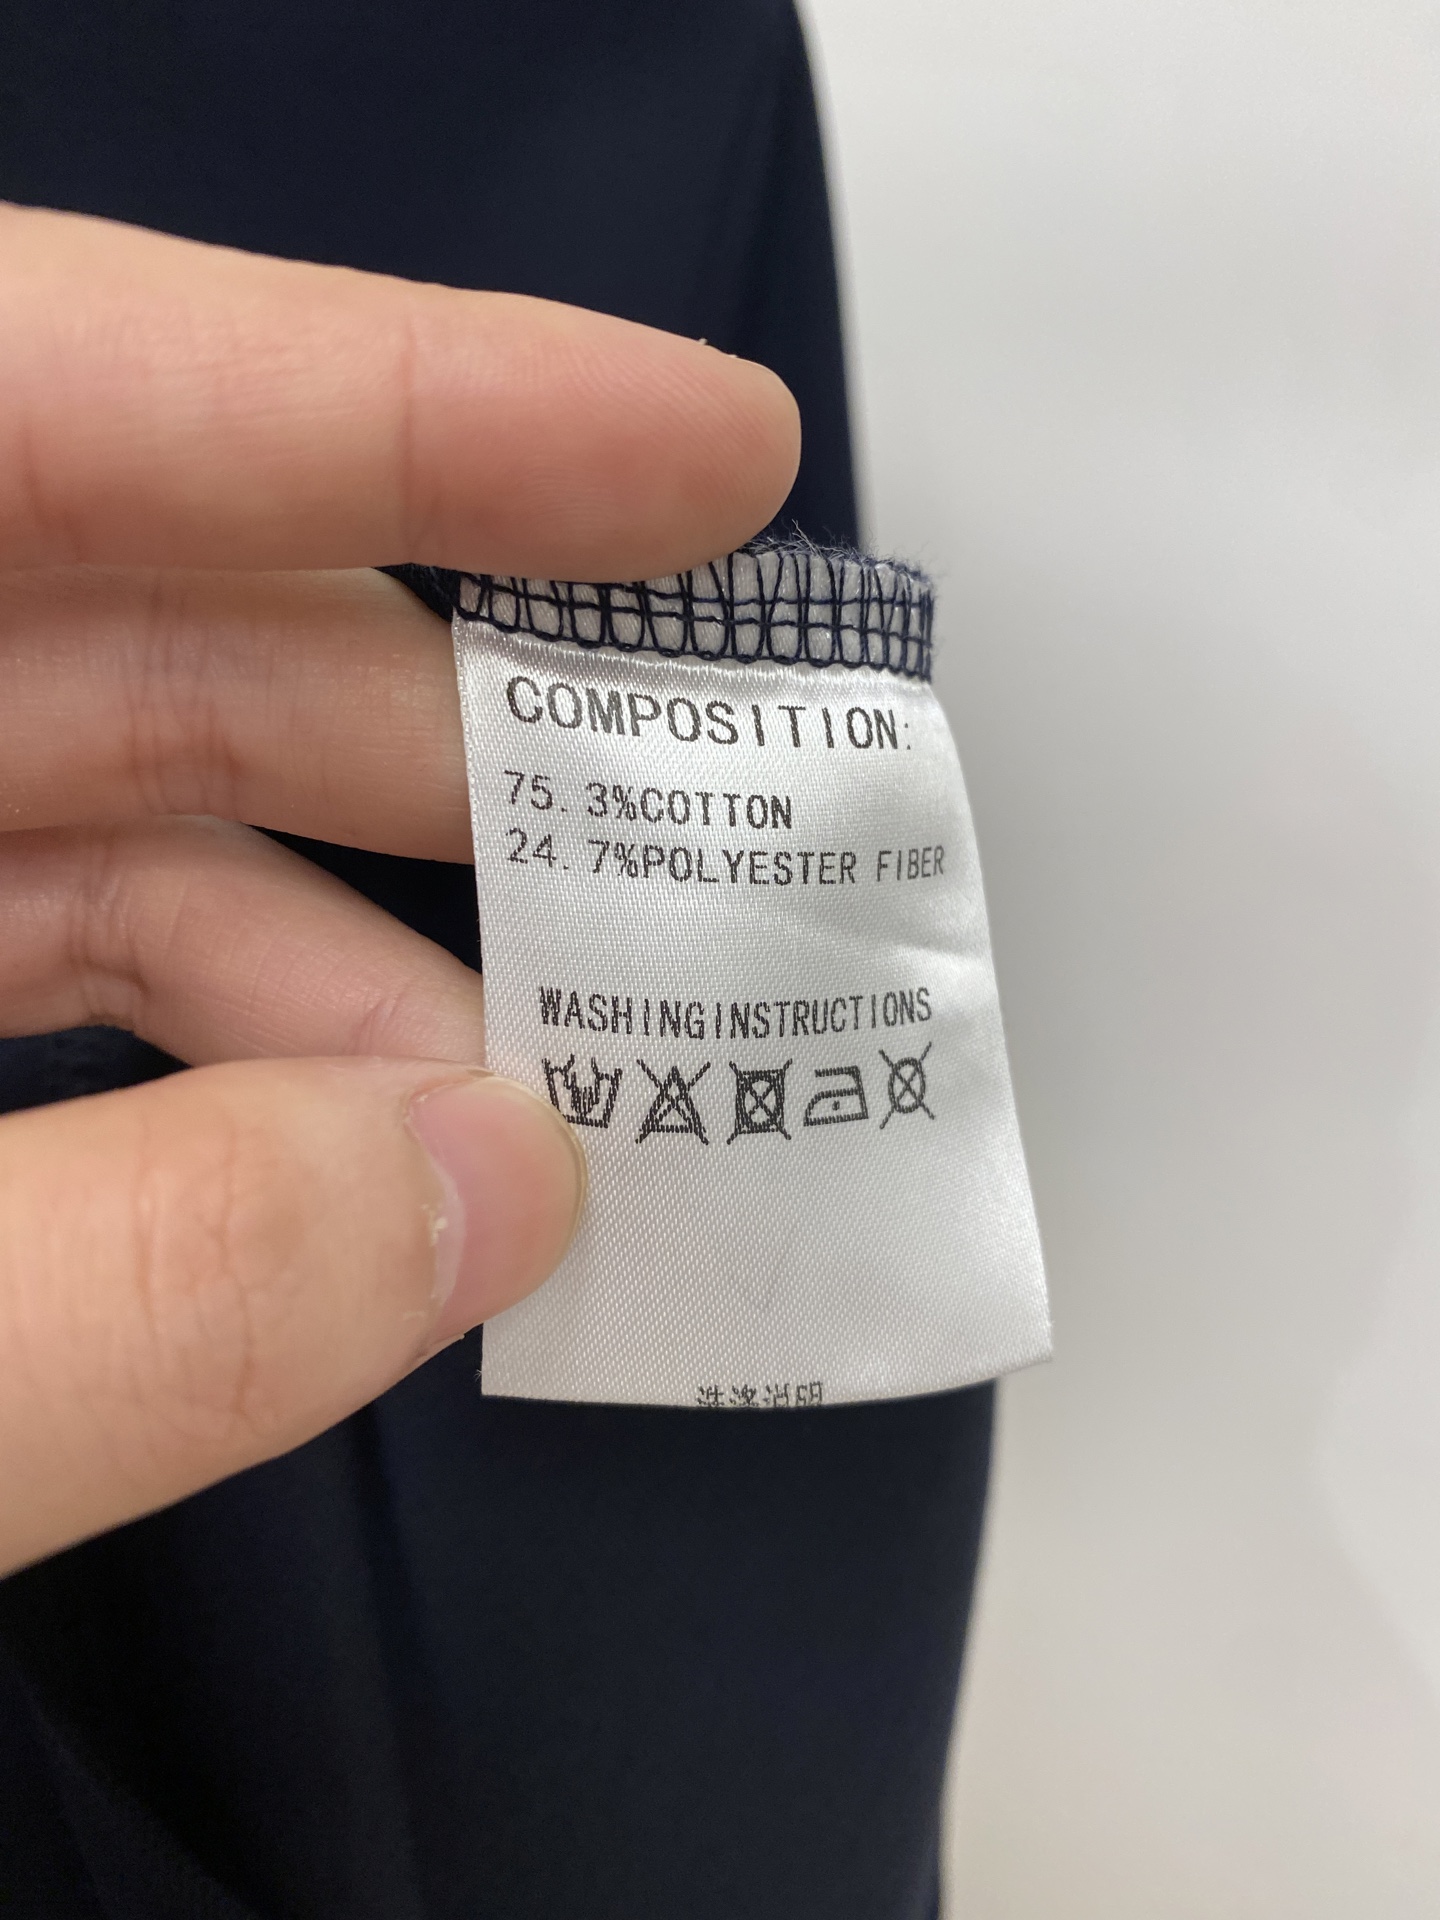 COMPOSITION:
75. 3%COTTON
24. 7%POLYESTER FIBER
WASHINGINSTRUCTIONS